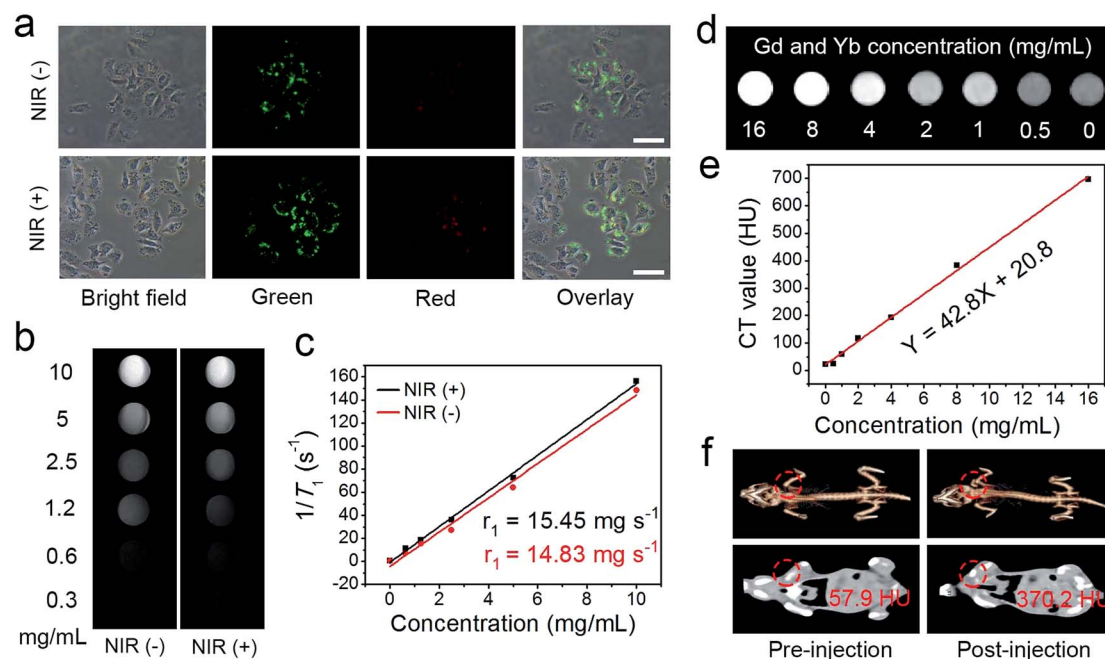 a
NIR (-)
NIR (+)
Bright field Green Red Overlay
b
10
5
2.5
1.2
0.6
0.3
mg/mL
NIR (-) NIR (+)
c
160
140
120
100
80
60
40
20
0
-20
1/T₁ (s⁻¹)
NIR (+)
NIR (-)
r₁ = 15.45 mg s⁻¹
r₁ = 14.83 mg s⁻¹
0 2 4 6 8 10
Concentration (mg/mL)
d
Gd and Yb concentration (mg/mL)
16 8 4 2 1 0.5 0
e
700
600
500
400
300
200
100
0
CT value (HU)
Y = 42.8X + 20.8
0 2 4 6 8 10 12 14 16
Concentration (mg/mL)
f
57.9 HU 370.2 HU
Pre-injection Post-injection